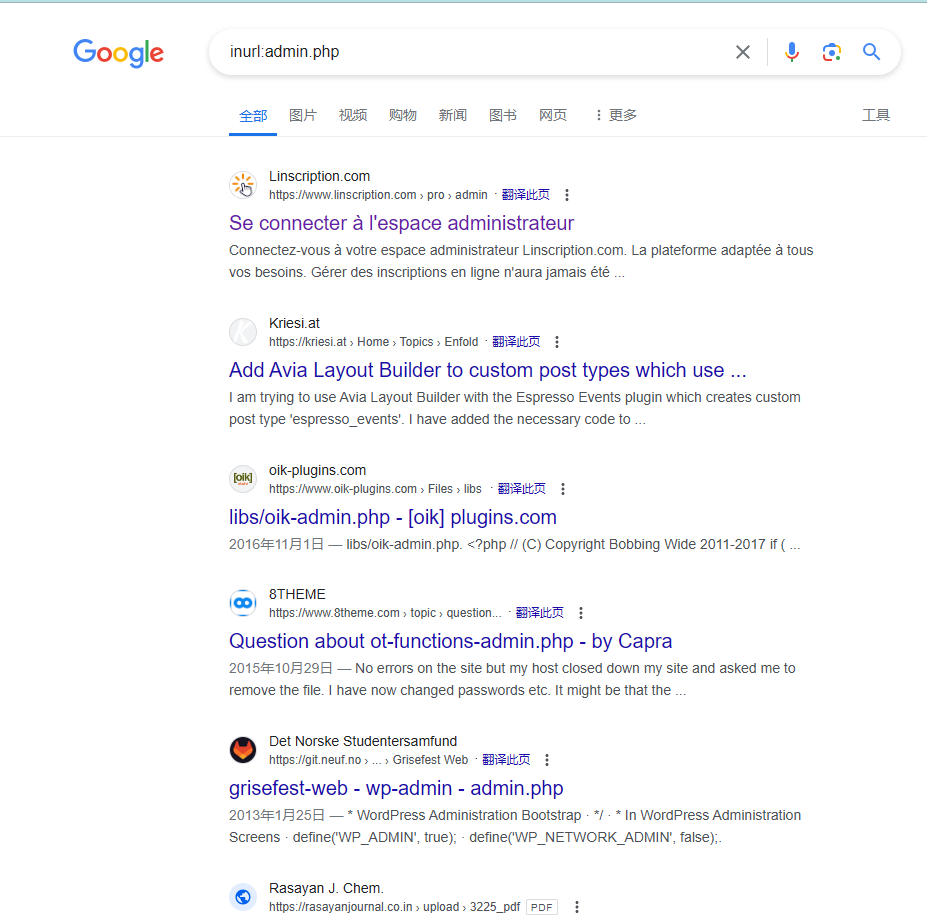 Google
inurl:admin.php
全部 图片 视频 购物 新闻 图书 网页 更多 工具
Linscription.com
https://www.linscription.com › pro › admin · 翻译此页
Se connecter à l'espace administrateur
Connectez-vous à votre espace administrateur Linscription.com. La plateforme adaptée à tous
vos besoins. Gérer des inscriptions en ligne n'aura jamais été ...
Kriesi.at
https://kriesi.at › Home › Topics › Enfold · 翻译此页
Add Avia Layout Builder to custom post types which use ...
I am trying to use Avia Layout Builder with the Espresso Events plugin which creates custom
post type 'espresso_events'. I have added the necessary code to ...
[oik]
oik-plugins.com
https://www.oik-plugins.com › Files › libs · 翻译此页
libs/oik-admin.php - [oik] plugins.com
2016年11月1日 — libs/oik-admin.php. <?php // (C) Copyright Bobbing Wide 2011-2017 if ( ...
8THEME
https://www.8theme.com › topic › question... · 翻译此页
Question about ot-functions-admin.php - by Capra
2015年10月29日 — No errors on the site but my host closed down my site and asked me to
remove the file. I have now changed passwords etc. It might be that the ...
Det Norske Studentersamfund
https://git.neuf.no › ... › Grisefest Web · 翻译此页
grisefest-web - wp-admin - admin.php
2013年1月25日 — * WordPress Administration Bootstrap · */ · * In WordPress Administration
Screens · define('WP_ADMIN', true); · define('WP_NETWORK_ADMIN', false);.
Rasayan J. Chem.
https://rasayanjournal.co.in › upload › 3225_pdf PDF